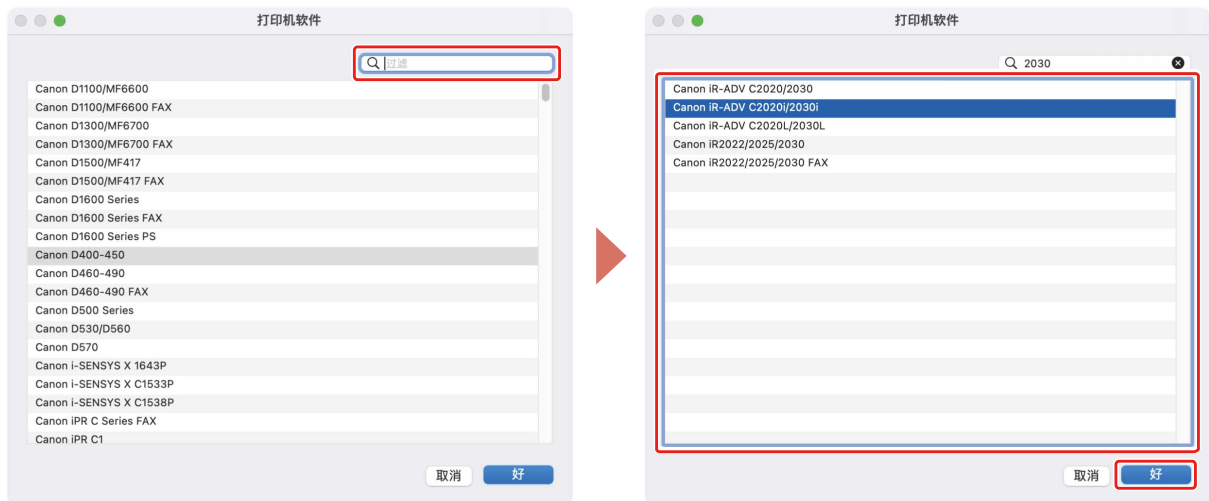 打印机软件
过滤
Canon D1100/MF6600
Canon D1100/MF6600 FAX
Canon D1300/MF6700
Canon D1300/MF6700 FAX
Canon D1500/MF417
Canon D1500/MF417 FAX
Canon D1600 Series
Canon D1600 Series FAX
Canon D1600 Series PS
Canon D400-450
Canon D460-490
Canon D460-490 FAX
Canon D500 Series
Canon D530/D560
Canon D570
Canon i-SENSYS X 1643P
Canon i-SENSYS X C1533P
Canon i-SENSYS X C1538P
Canon iPR C Series FAX
Canon iPR C1
取消 好
打印机软件
2030
Canon iR-ADV C2020/2030
Canon iR-ADV C2020i/2030i
Canon iR-ADV C2020L/2030L
Canon iR2022/2025/2030
Canon iR2022/2025/2030 FAX
取消 好